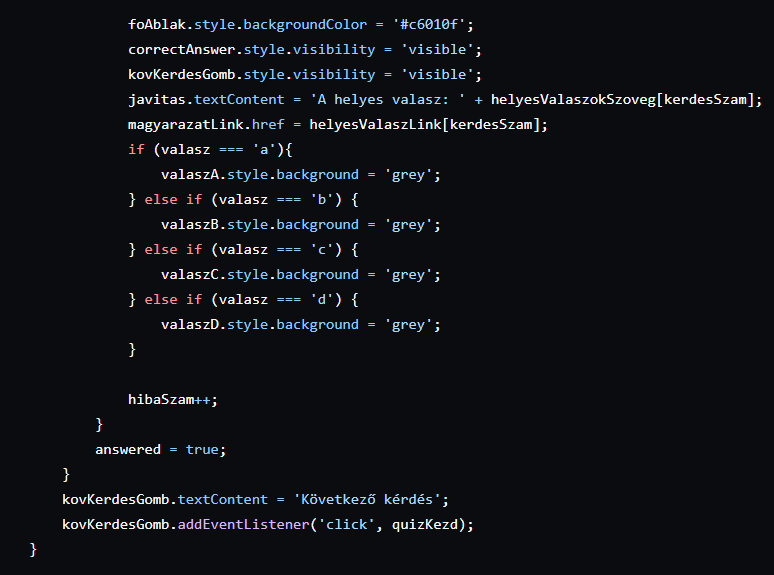 foAblak.style.backgroundColor = '#c6010f';
correctAnswer.style.visibility = 'visible';
kovKerdesGomb.style.visibility = 'visible';
javitas.textContent = 'A helyes valasz: ' + helyesValaszokSzoveg[kerdesSzam];
magyarazatLink.href = helyesValaszLink[kerdesSzam];
if (valasz === 'a'){
valaszA.style.background = 'grey';
} else if (valasz === 'b') {
valaszB.style.background = 'grey';
} else if (valasz === 'c') {
valaszC.style.background = 'grey';
} else if (valasz === 'd') {
valaszD.style.background = 'grey';
}
hibaSzam++;
}
answered = true;
}
kovKerdesGomb.textContent = 'Következő kérdés';
kovKerdesGomb.addEventListener('click', quizKezd);
}